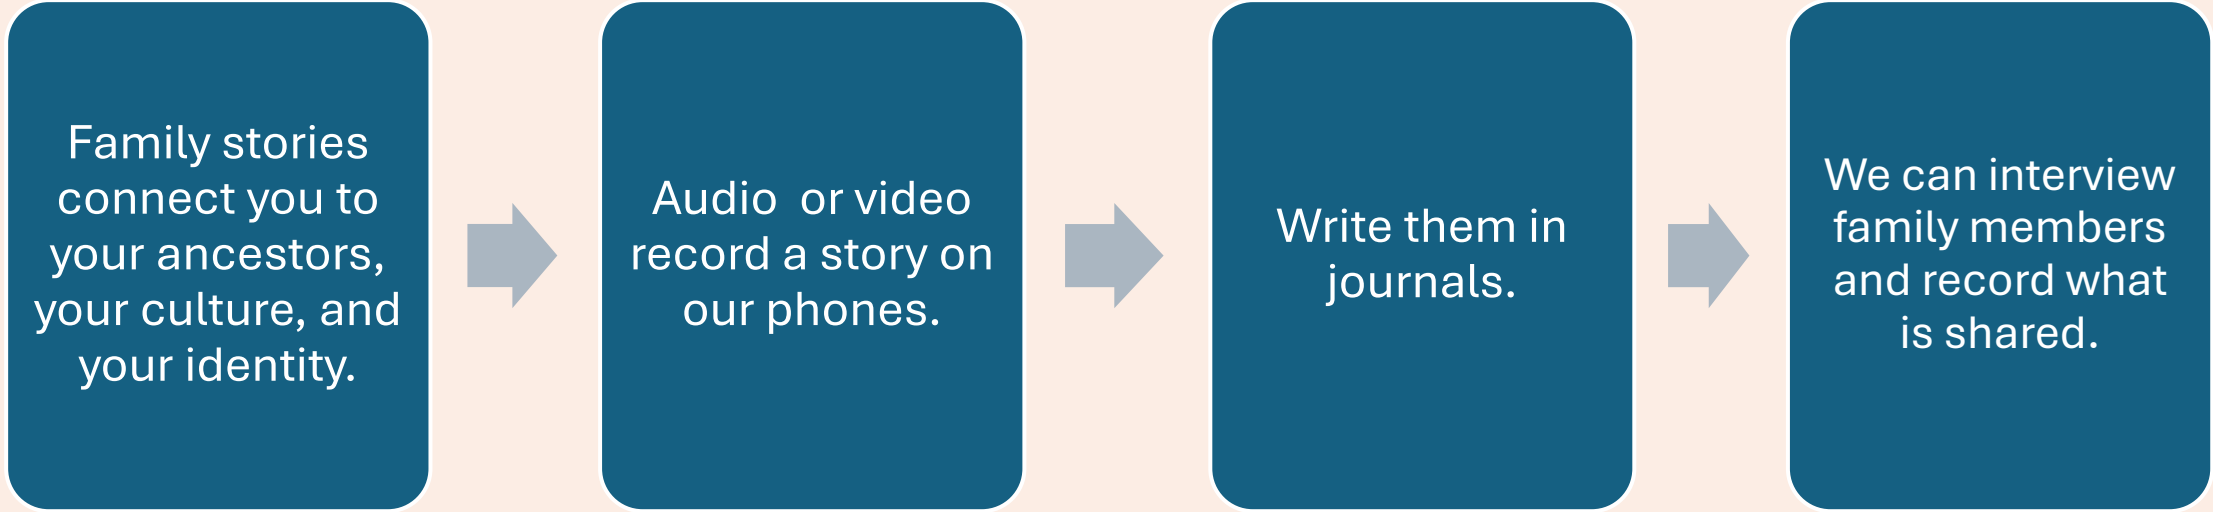 Family stories
connect you to
your ancestors,
your culture, and
your identity.
Audio  or video
record a story on
our phones.
Write them in
journals.
We can interview
family members
and record what
is shared.